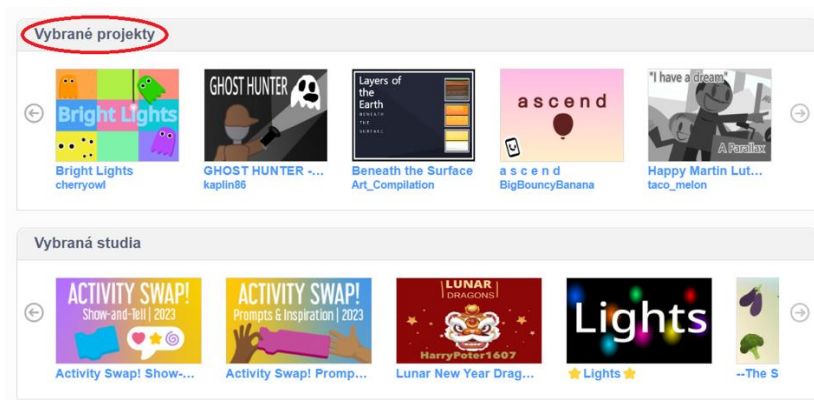 Vybrané projekty
Bright Lights
GHOST HUNTER
Layers of
the
Earth
BENEATH
THE
SURFACE
ascend
"I have a dream"
A Parallax
Bright Lights
cherryowl
GHOST HUNTER -...
kaplin86
Beneath the Surface
Art_Compilation
a s c e n d
BigBouncyBanana
Happy Martin Lut...
taco_melon
Vybraná studia
ACTIVITY SWAP!
Show-and-Tell | 2023
ACTIVITY SWAP!
Prompts & Inspiration | 2023
LUNAR
DRAGONS
HarryPoter1607
Lights
Activity Swap! Show-...
Activity Swap! Promp...
Lunar New Year Drag...
⭐Lights⭐
--The S